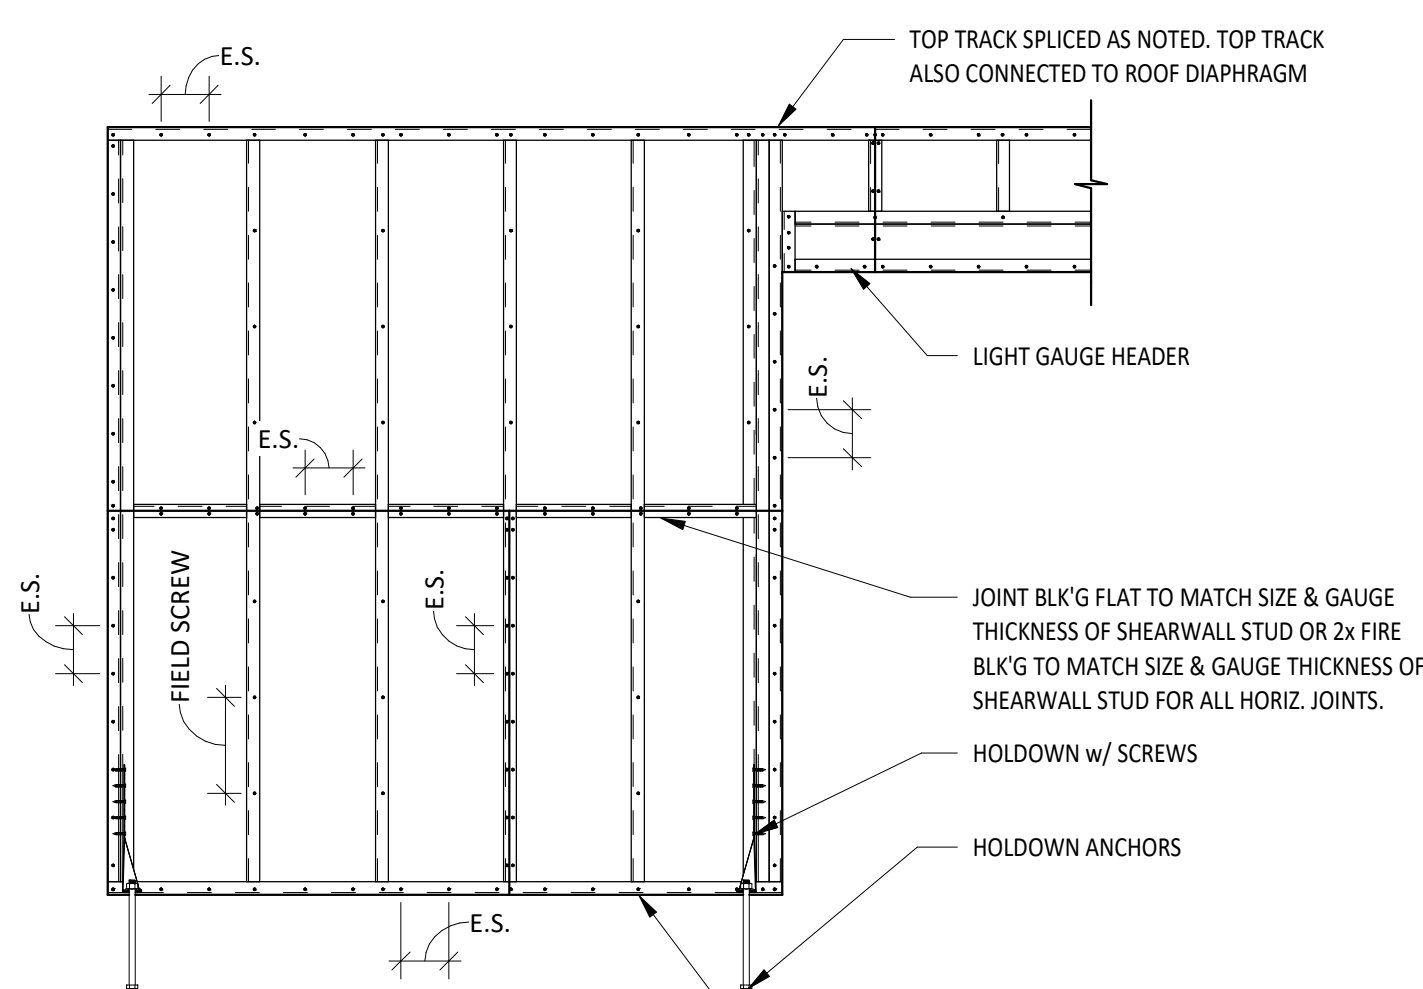 E.S.
TOP TRACK SPLICED AS NOTED. TOP TRACK
ALSO CONNECTED TO ROOF DIAPHRAGM
LIGHT GAUGE HEADER
E.S.
E.S.
JOINT BLK'G FLAT TO MATCH SIZE & GAUGE
THICKNESS OF SHEARWALL STUD OR 2x FIRE
BLK'G TO MATCH SIZE & GAUGE THICKNESS OF
SHEARWALL STUD FOR ALL HORIZ. JOINTS.
E.S.
FIELD SCREW
E.S.
HOLDOWN w/ SCREWS
HOLDOWN ANCHORS
E.S.